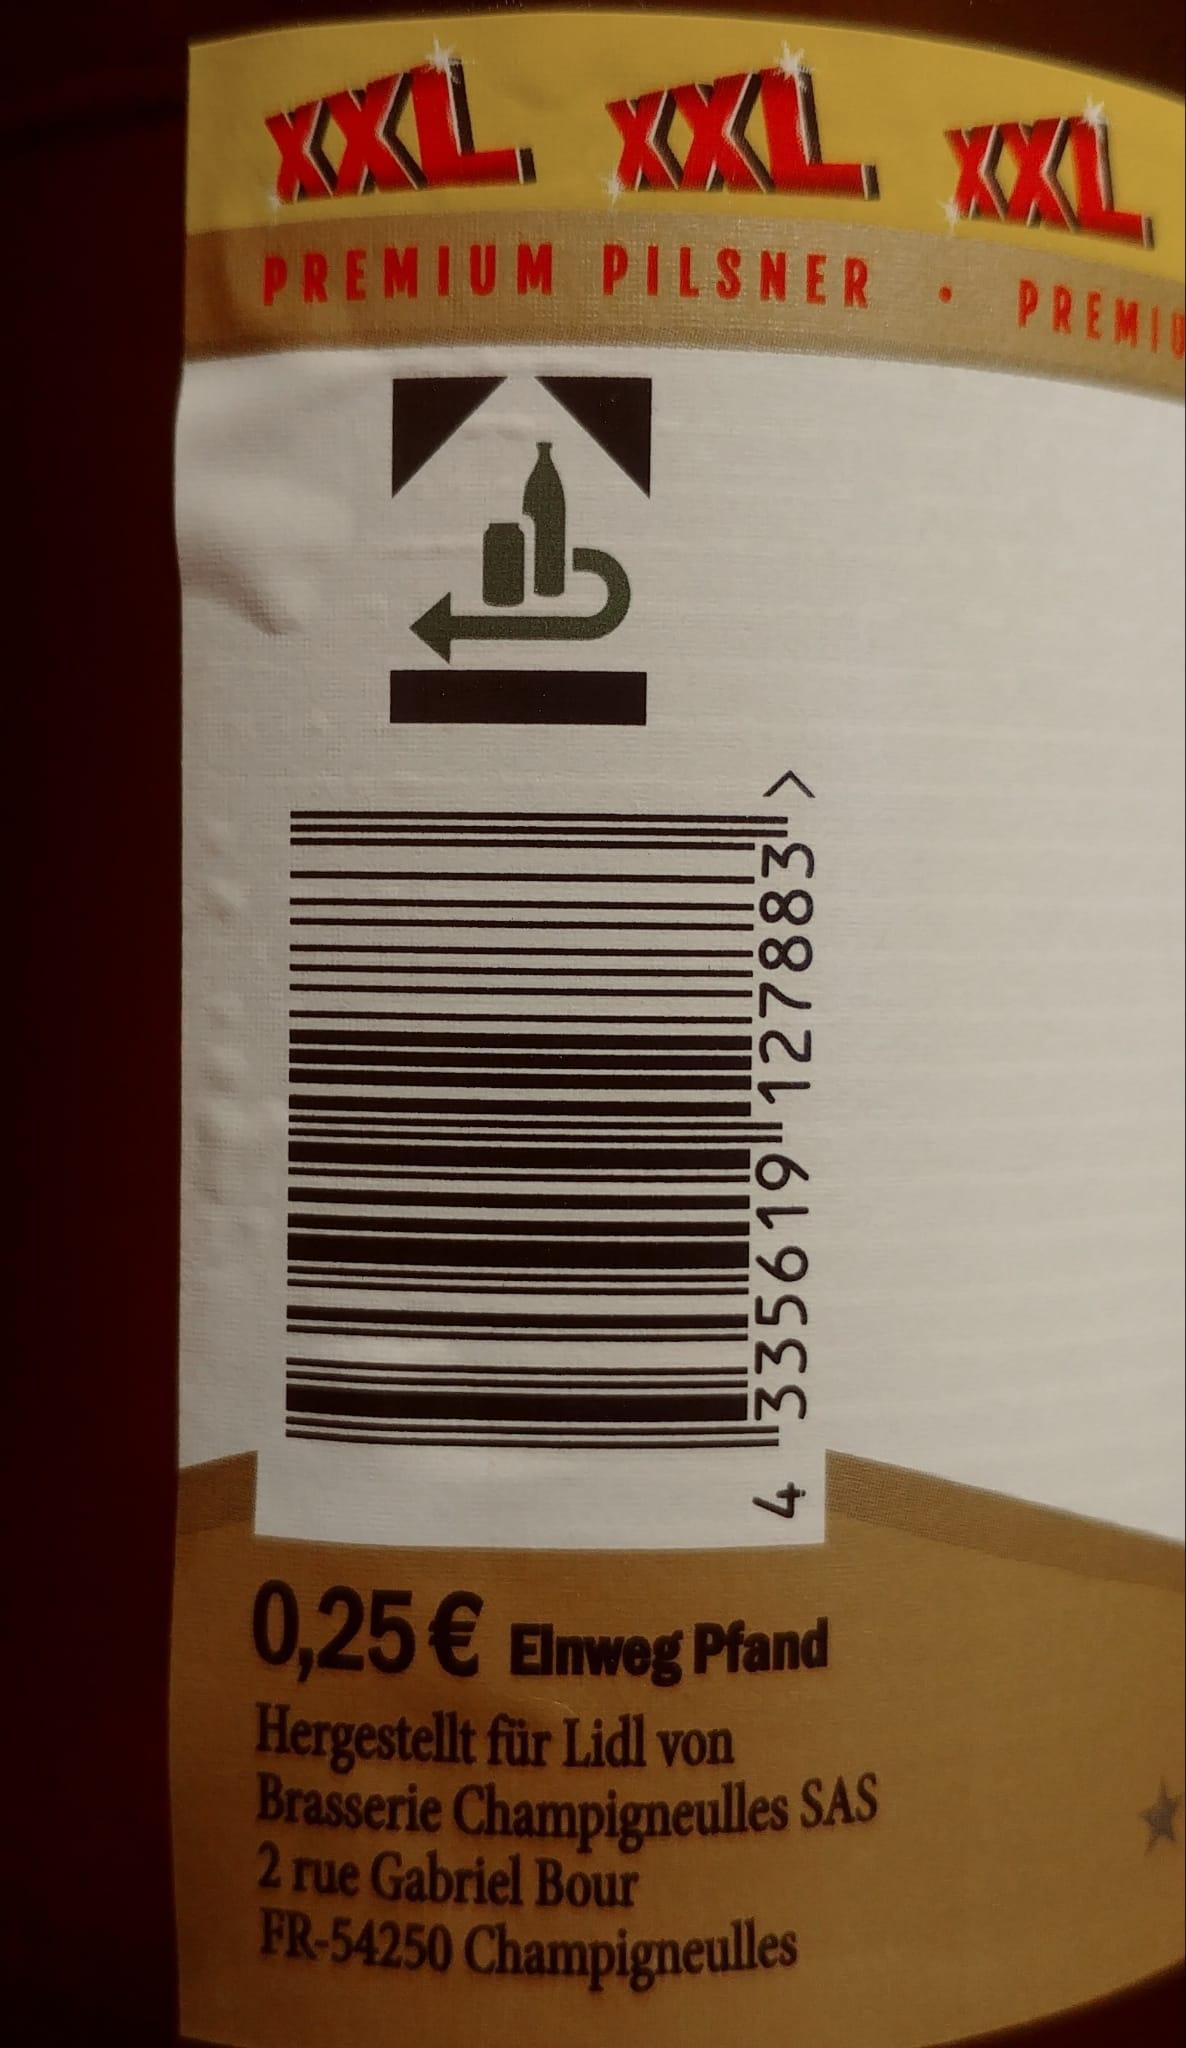 XXL XXL XXL
PREMIUM PILSNER • PREMIU
4 335619 127883 >
0,25 € EInweg Pfand
Hergestellt für Lidl von
Brasserie Champigneulles SAS
2 rue Gabriel Bour
FR-54250 Champigneulles